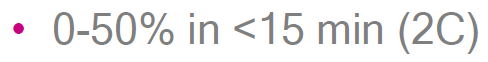 • 0-50% in <15 min (2C)